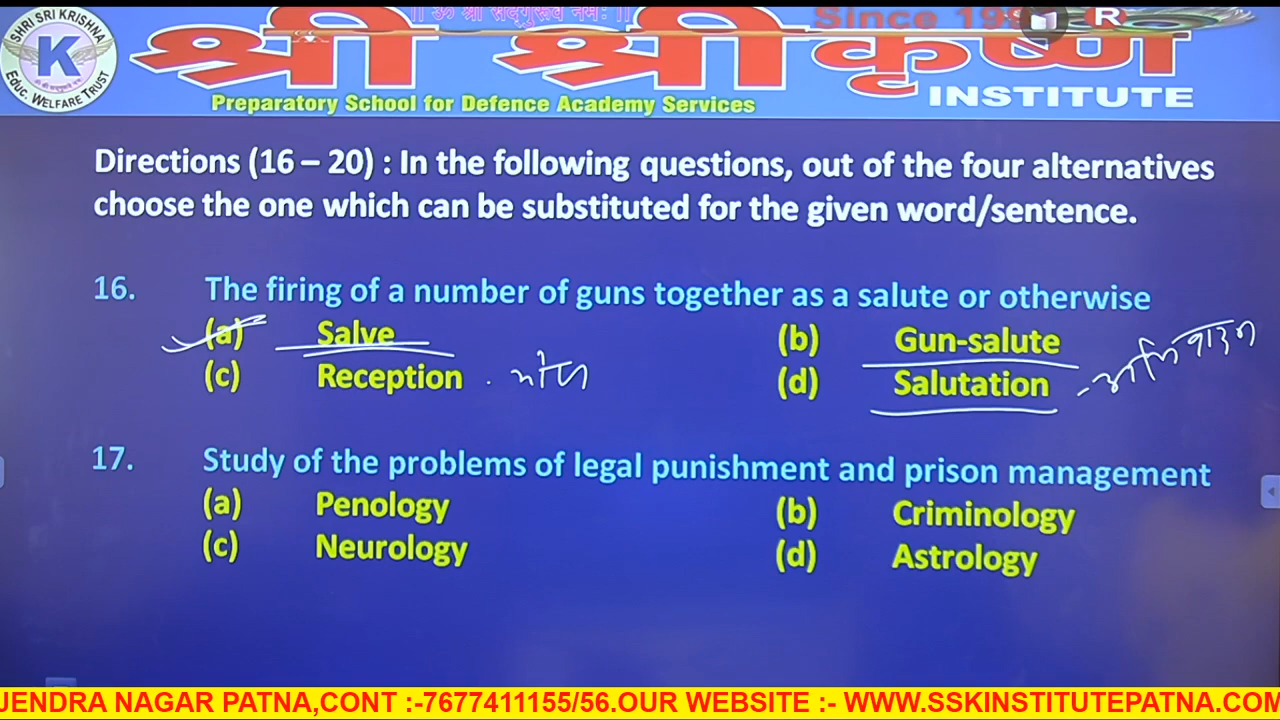 ॥ ॐ श्री सद्गुरूवे नमः ॥
Since 199
R
SHRI SRI KRISHNA
K
Educ. WELFARE TRUST
श्री श्रीकृष्ण
INSTITUTE
Preparatory School for Defence Academy Services
Directions (16 – 20) : In the following questions, out of the four alternatives
choose the one which can be substituted for the given word/sentence.
16. The firing of a number of guns together as a salute or otherwise
(a) Salve (b) Gun-salute
(c) Reception (d) Salutation - अभिवादन
17. Study of the problems of legal punishment and prison management
(a) Penology (b) Criminology
(c) Neurology (d) Astrology
JENDRA NAGAR PATNA,CONT :-7677411155/56.OUR WEBSITE :- WWW.SSKINSTITUTEPATNA.COM